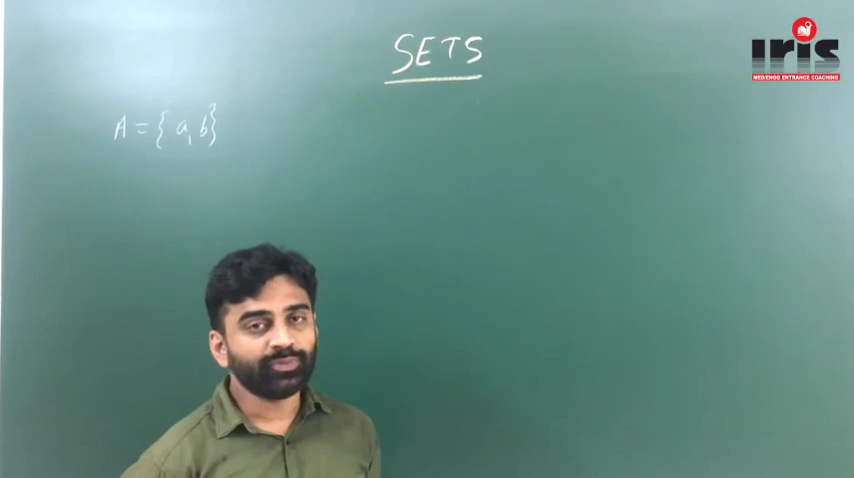 SETS
IRIS
MED/ENGG ENTRANCE COACHING
A = { a, b}